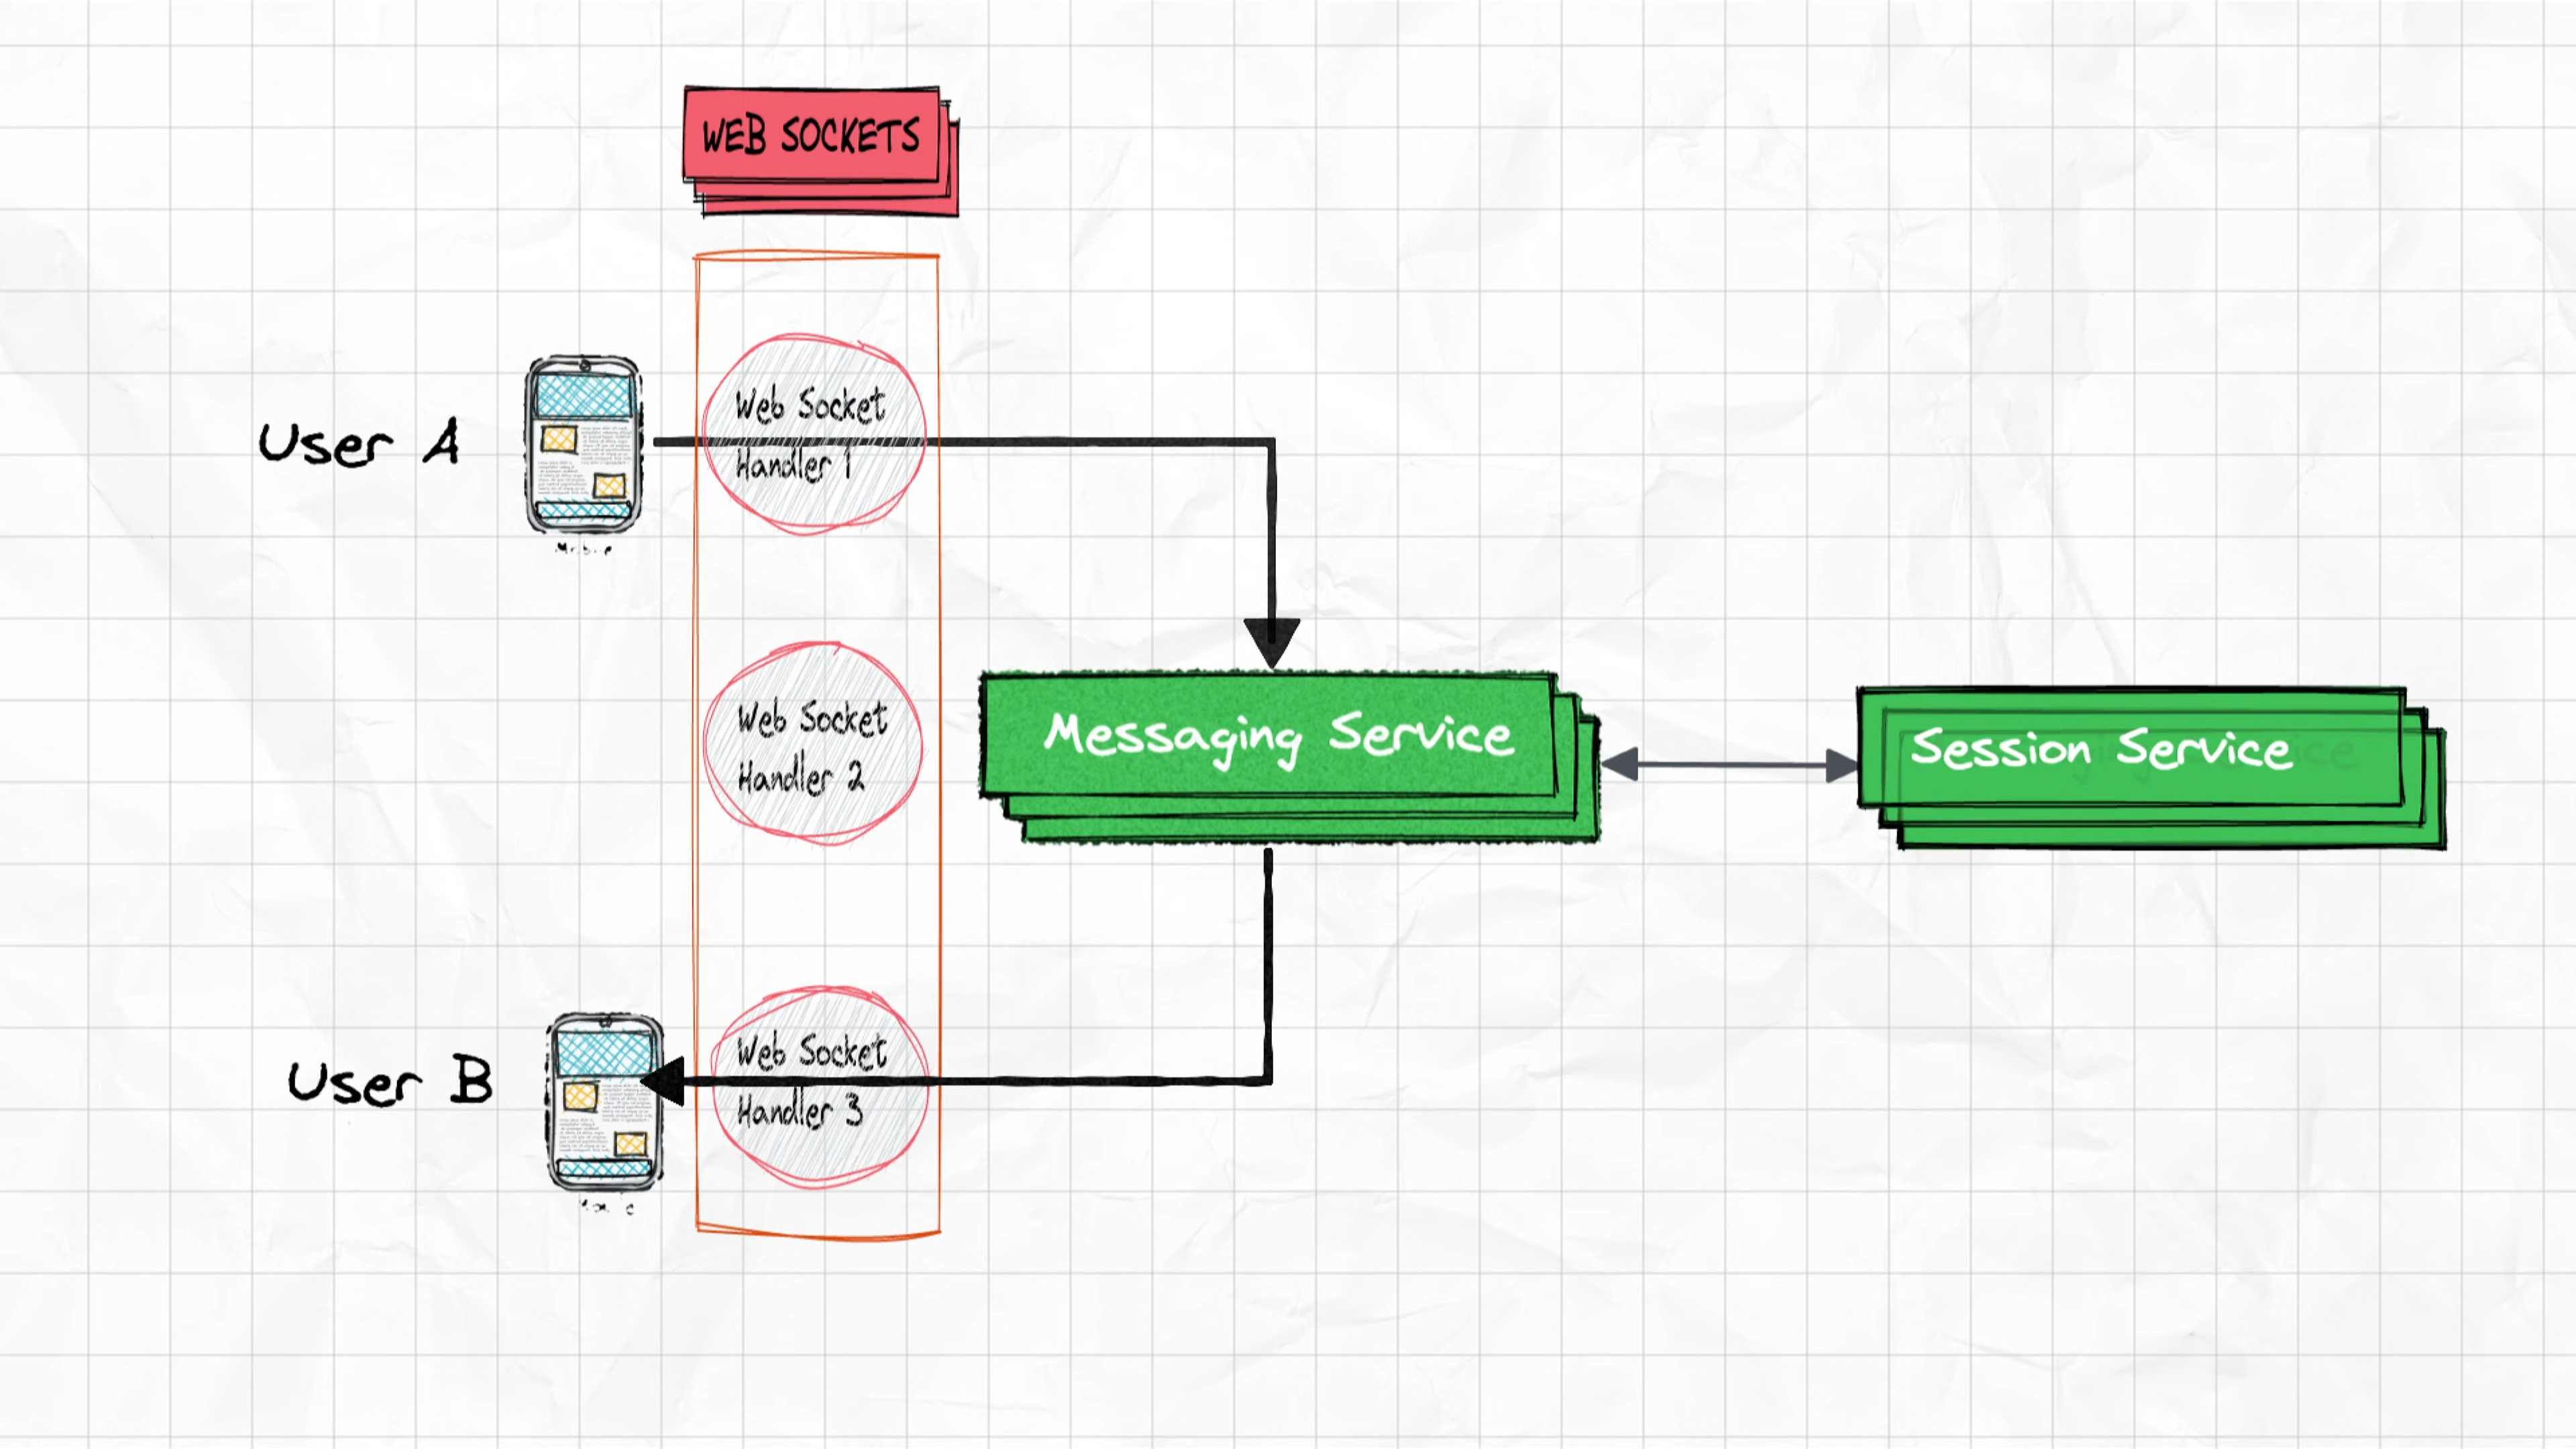 WEB SOCKETS
User A
Web Socket
Handler 1
Web Socket
Handler 2
Messaging Service
Session Service
User B
Web Socket
Handler 3